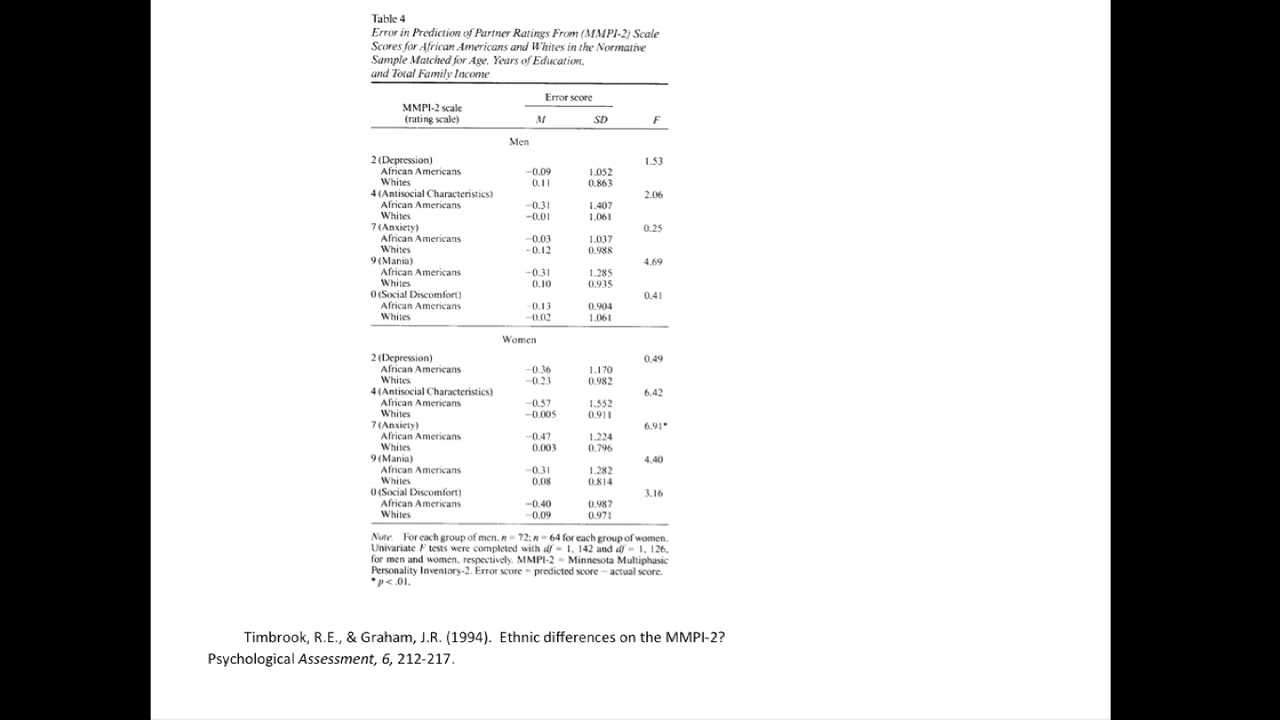 Table 4
Error in Prediction of Partner Ratings From (MMPI-2) Scale
Scores for African Americans and Whites in the Normative
Sample Matched for Age, Years of Education,
and Total Family Income
Error score
MMPI-2 scale
(rating scale) M SD F
Men
2 (Depression) 1.53
African Americans −0.09 1.052
Whites 0.11 0.863
4 (Antisocial Characteristics) 2.06
African Americans −0.31 1.407
Whites −0.01 1.061
7 (Anxiety) 0.25
African Americans −0.03 1.037
Whites −0.12 0.988
9 (Mania) 4.69
African Americans −0.31 1.285
Whites 0.10 0.935
0 (Social Discomfort) 0.41
African Americans −0.13 0.904
Whites −0.02 1.061
Women
2 (Depression) 0.49
African Americans −0.36 1.170
Whites −0.23 0.982
4 (Antisocial Characteristics) 6.42
African Americans −0.57 1.552
Whites −0.005 0.911
7 (Anxiety) 6.91*
African Americans −0.47 1.224
Whites 0.003 0.796
9 (Mania) 4.40
African Americans −0.31 1.282
Whites 0.08 0.814
0 (Social Discomfort) 3.16
African Americans −0.40 0.987
Whites −0.09 0.971
Note. For each group of men, n = 72; n = 64 for each group of women.
Univariate F tests were completed with df = 1, 142 and df = 1, 126,
for men and women, respectively. MMPI-2 = Minnesota Multiphasic
Personality Inventory-2. Error score = predicted score − actual score.
* p < .01.
Timbrook, R.E., & Graham, J.R. (1994). Ethnic differences on the MMPI-2?
Psychological Assessment, 6, 212-217.